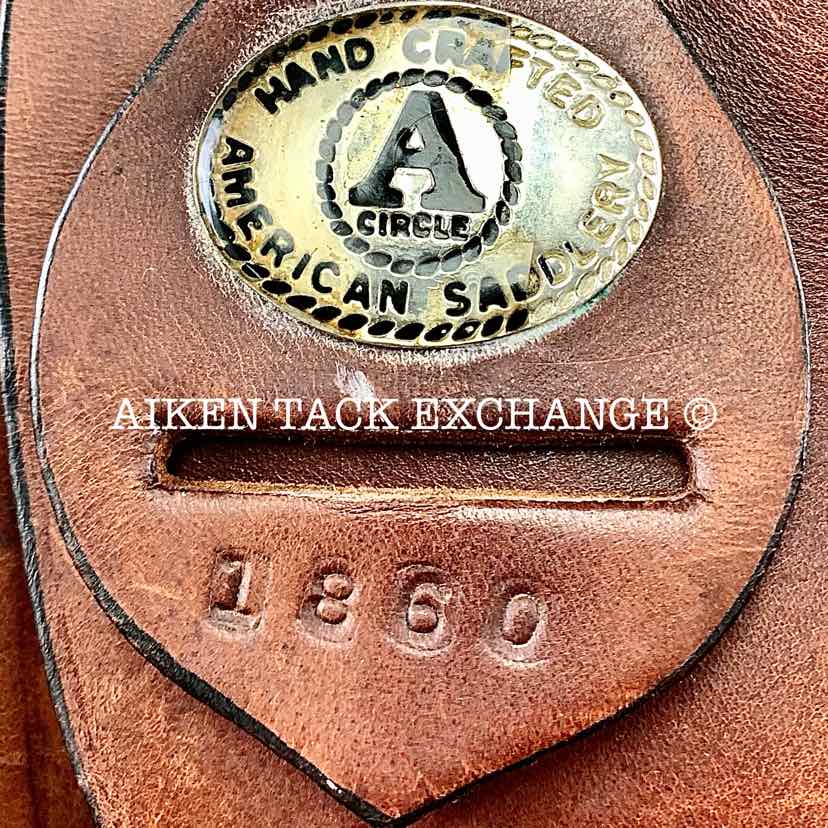 HAND CRAFTED
A
CIRCLE
AMERICAN SADDLERY
AIKEN TACK EXCHANGE ©
1860